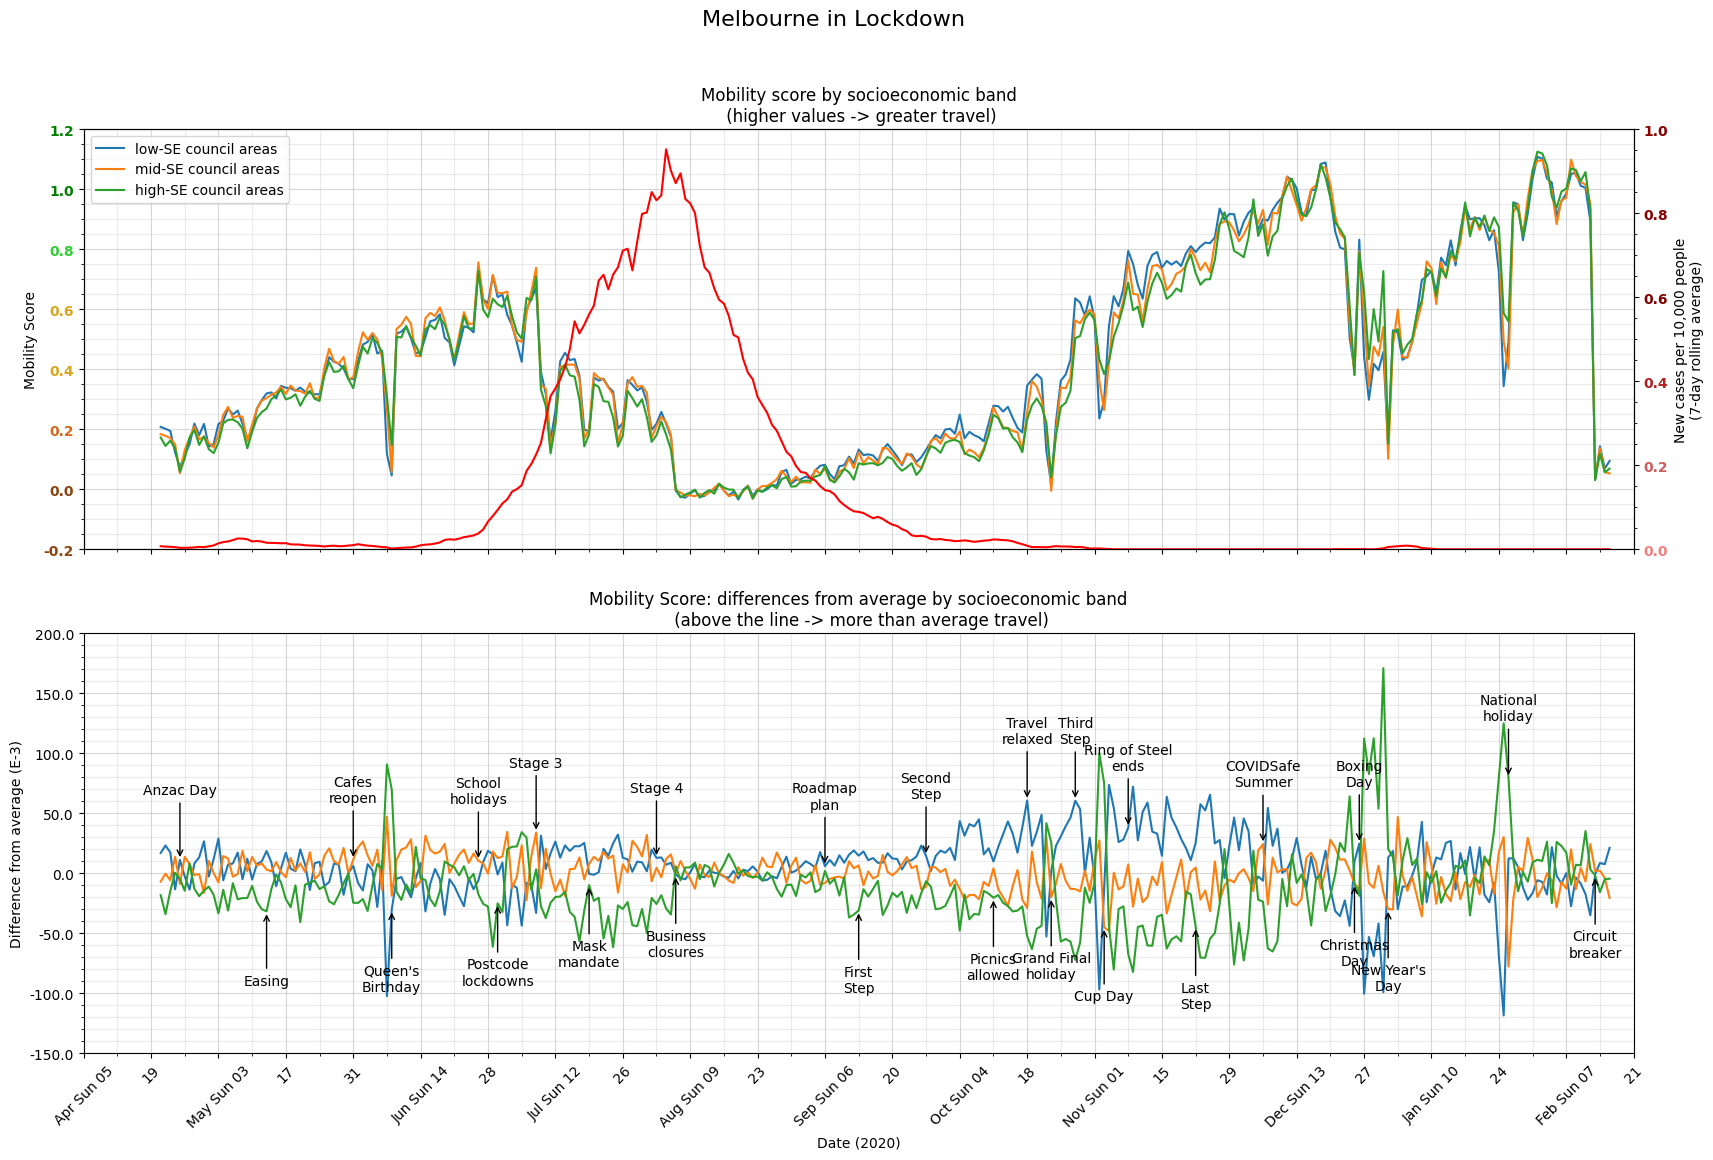 Melbourne in Lockdown
Mobility score by socioeconomic band
(higher values -> greater travel)
low-SE council areas
mid-SE council areas
high-SE council areas
1.2
1.0
0.8
0.6
0.4
0.2
0.0
-0.2
Mobility Score
1.0
0.8
0.6
0.4
0.2
0.0
New cases per 10,000 people
(7-day rolling average)
Mobility Score: differences from average by socioeconomic band
(above the line -> more than average travel)
200.0
150.0
100.0
50.0
0.0
-50.0
-100.0
-150.0
Difference from average (E-3)
Anzac Day
Easing
Cafes
reopen
Queen's
Birthday
School
holidays
Postcode
lockdowns
Stage 3
Mask
mandate
Stage 4
Business
closures
Roadmap
plan
First
Step
Second
Step
Picnics
allowed
Travel
relaxed
Grand Final
holiday
Third
Step
Cup Day
Ring of Steel
ends
Last
Step
COVIDSafe
Summer
Christmas
Day
Boxing
Day
New Year's
Day
National
holiday
Circuit
breaker
Apr Sun 05
19
May Sun 03
17
31
Jun Sun 14
28
Jul Sun 12
26
Aug Sun 09
23
Sep Sun 06
20
Oct Sun 04
18
Nov Sun 01
15
29
Dec Sun 13
27
Jan Sun 10
24
Feb Sun 07
21
Date (2020)